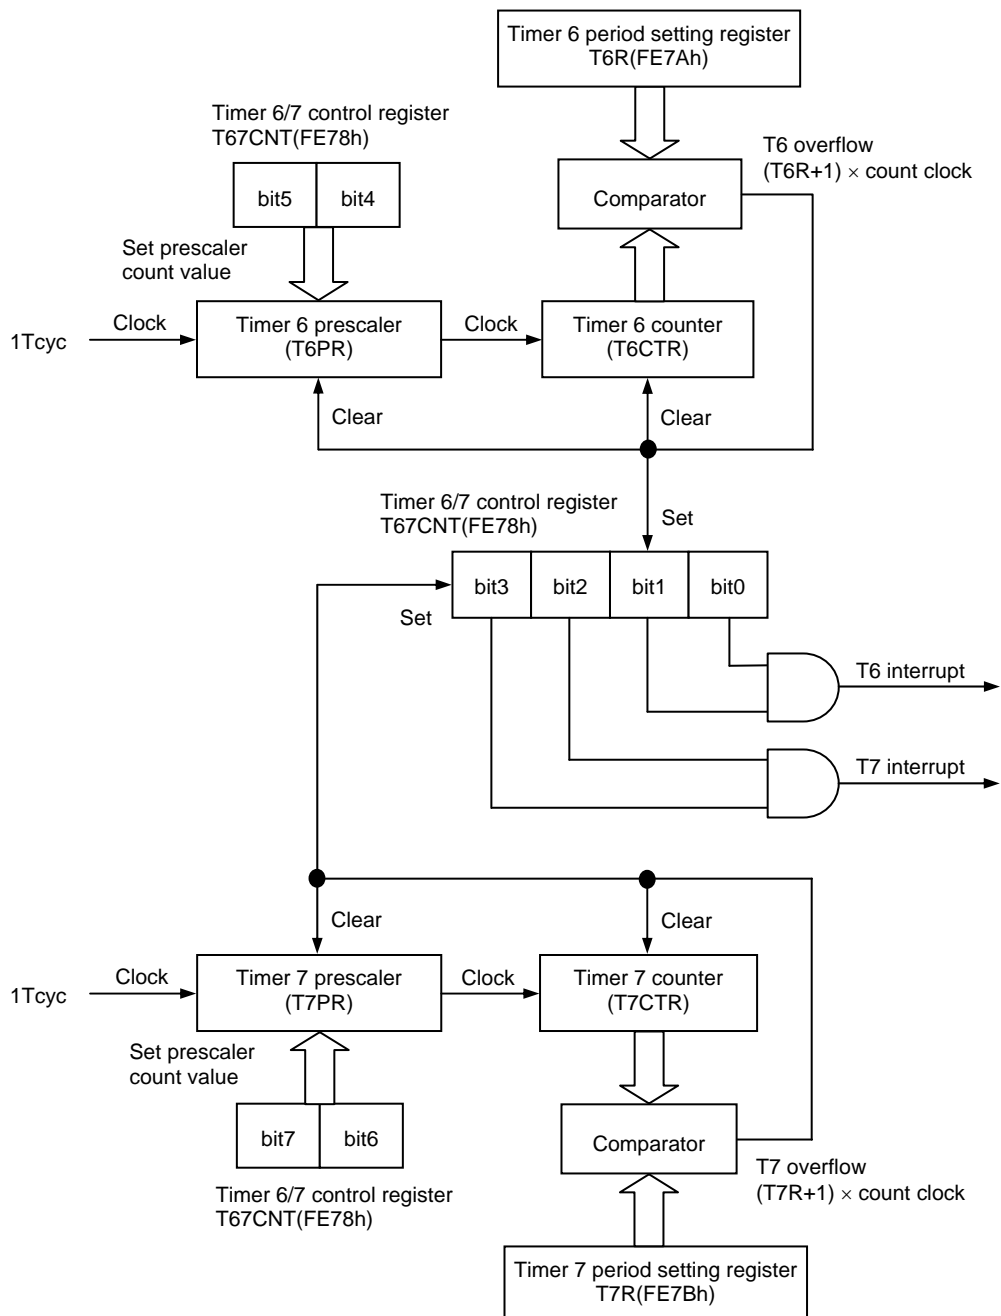 Timer 6 period setting register
T6R(FE7Ah)
Timer 6/7 control register
T67CNT(FE78h)
T6 overflow
(T6R+1) × count clock
bit5 bit4
Comparator
Set prescaler
count value
1Tcyc
Clock
Timer 6 prescaler
(T6PR)
Clock
Timer 6 counter
(T6CTR)
Clear
Clear
Timer 6/7 control register
T67CNT(FE78h)
Set
bit3 bit2 bit1 bit0
Set
T6 interrupt
T7 interrupt
Clear
Clear
1Tcyc
Clock
Timer 7 prescaler
(T7PR)
Clock
Timer 7 counter
(T7CTR)
Set prescaler
count value
bit7 bit6
Comparator
T7 overflow
(T7R+1) × count clock
Timer 6/7 control register
T67CNT(FE78h)
Timer 7 period setting register
T7R(FE7Bh)